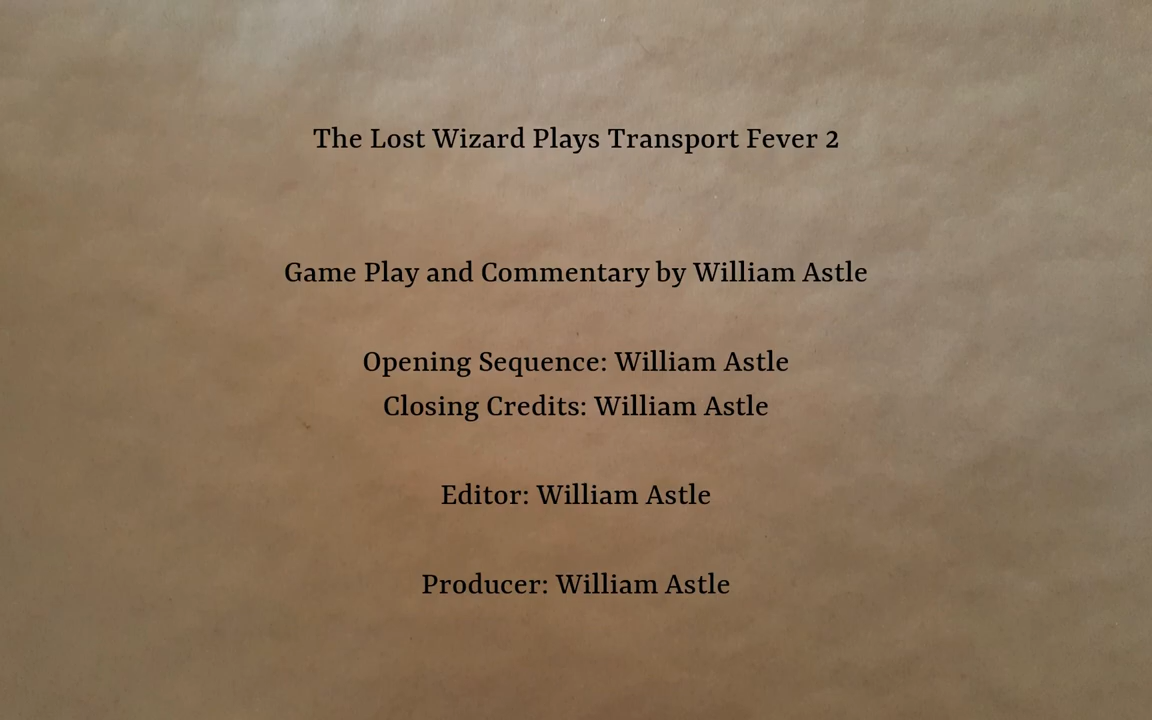 The Lost Wizard Plays Transport Fever 2
Game Play and Commentary by William Astle
Opening Sequence: William Astle
Closing Credits: William Astle
Editor: William Astle
Producer: William Astle